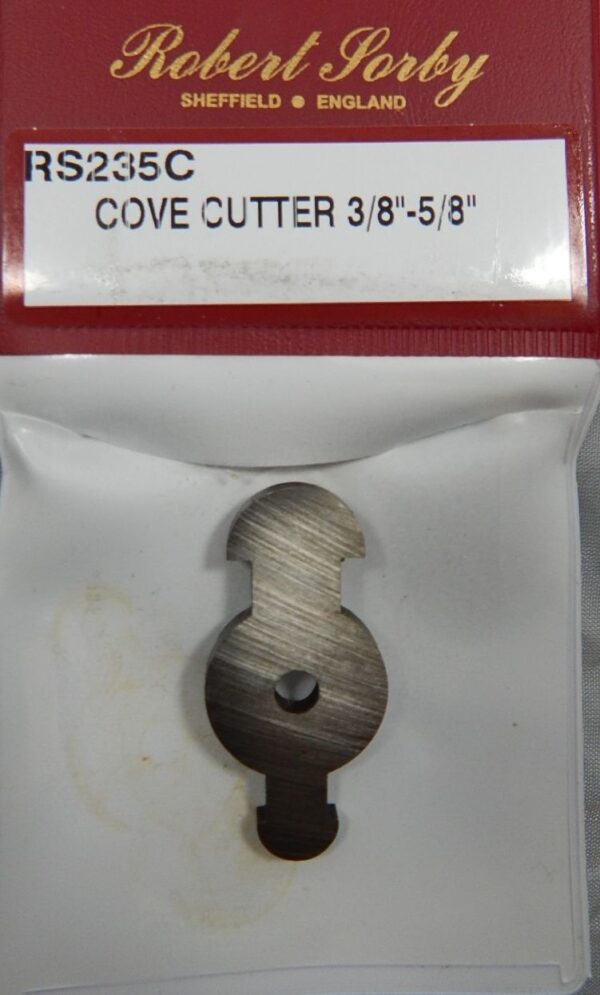 Robert Sorby
SHEFFIELD ● ENGLAND
RS235C
COVE CUTTER 3/8"-5/8"